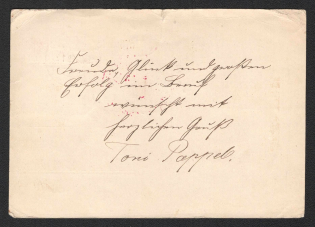 Freude, Glück und großen
Erfolg im Beruf
wünscht mit
herzlichem Gruß
Toni Pappel.